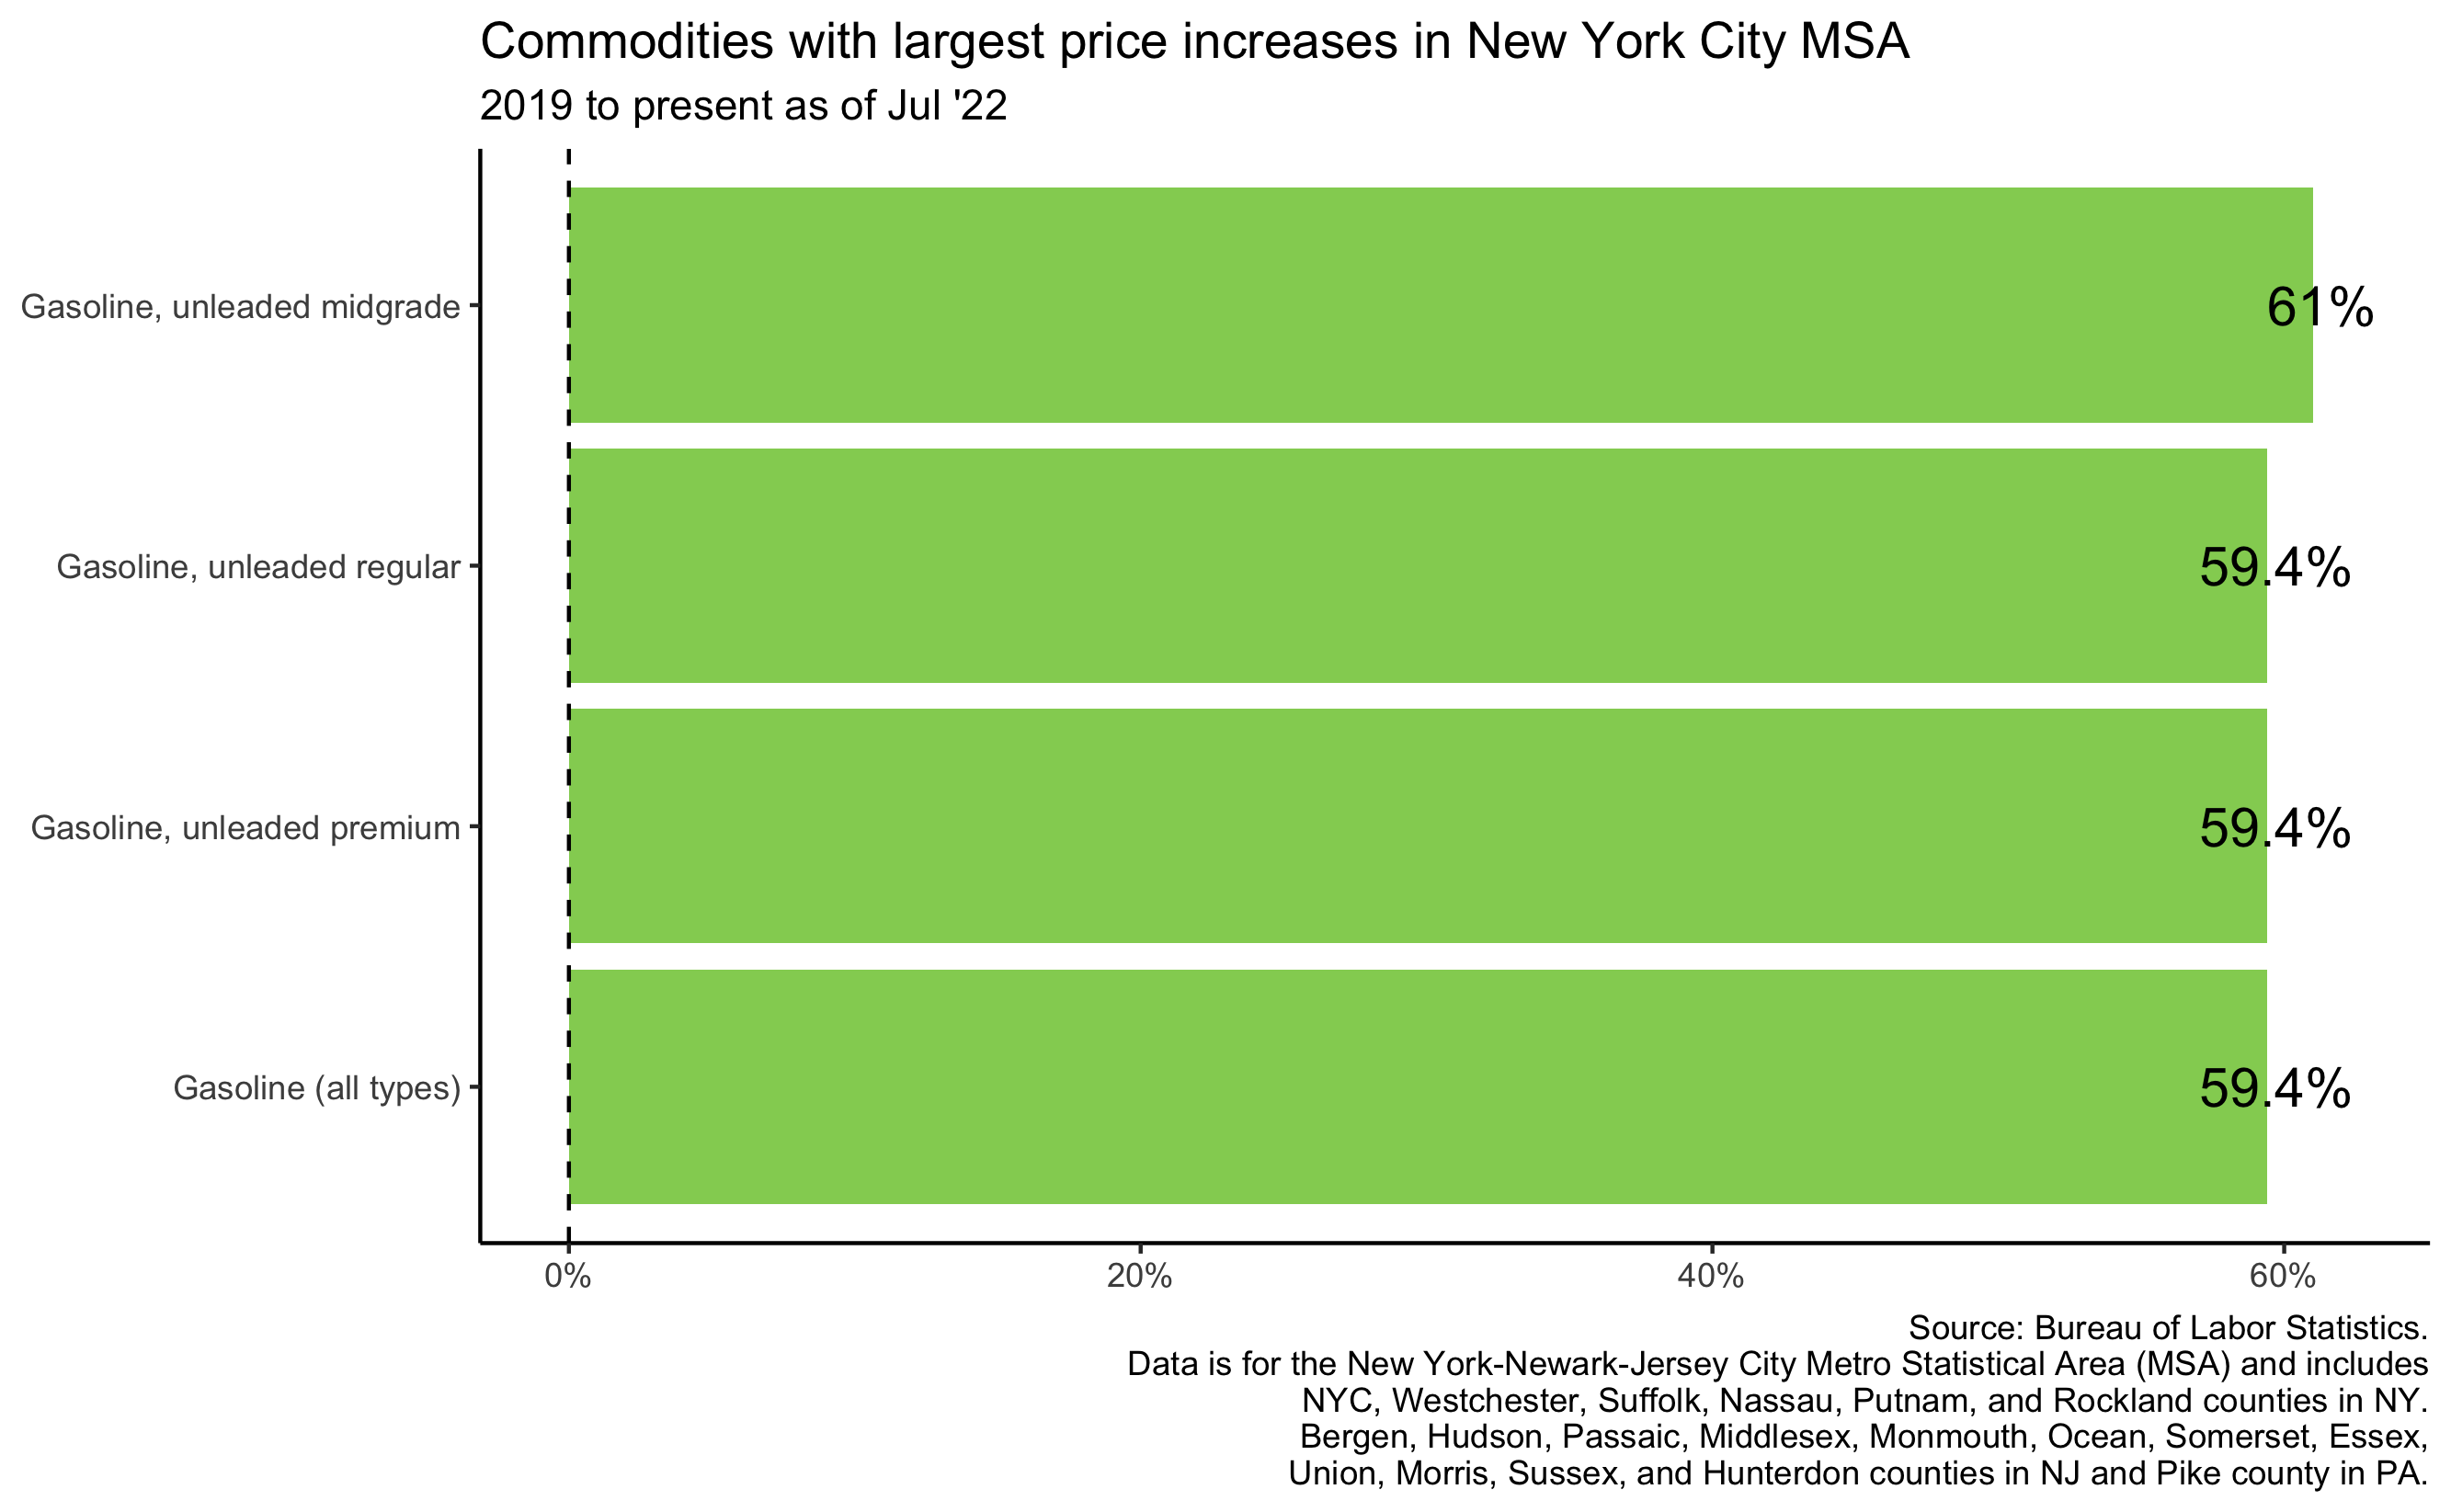 Commodities with largest price increases in New York City MSA
2019 to present as of Jul '22
Gasoline, unleaded midgrade
61%
Gasoline, unleaded regular
59.4%
Gasoline, unleaded premium
59.4%
Gasoline (all types)
59.4%
0%
20%
40%
60%
Source: Bureau of Labor Statistics.
Data is for the New York-Newark-Jersey City Metro Statistical Area (MSA) and includes
NYC, Westchester, Suffolk, Nassau, Putnam, and Rockland counties in NY.
Bergen, Hudson, Passaic, Middlesex, Monmouth, Ocean, Somerset, Essex,
Union, Morris, Sussex, and Hunterdon counties in NJ and Pike county in PA.